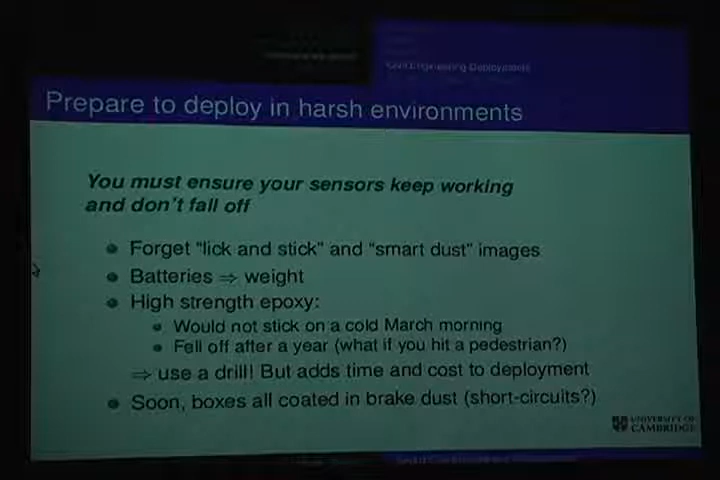 Civil Engineering Deployments
Prepare to deploy in harsh environments
You must ensure your sensors keep working
and don't fall off
Forget "lick and stick" and "smart dust" images
Batteries ⇒ weight
High strength epoxy:
Would not stick on a cold March morning
Fell off after a year (what if you hit a pedestrian?)
⇒ use a drill! But adds time and cost to deployment
Soon, boxes all coated in brake dust (short-circuits?)
UNIVERSITY OF
CAMBRIDGE